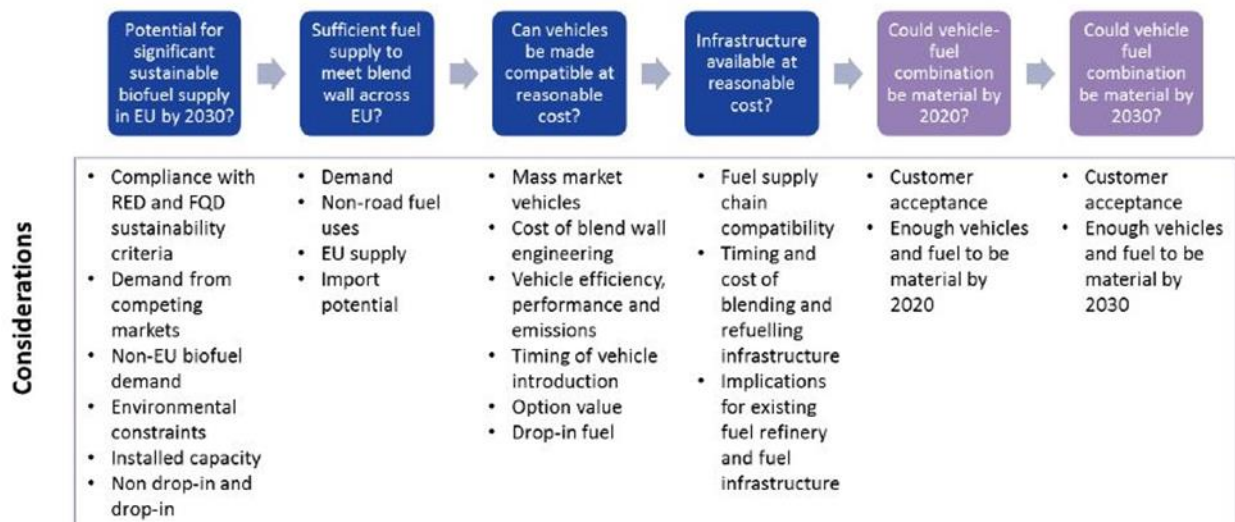 Potential for
significant
sustainable
biofuel supply
in EU by 2030?
Sufficient fuel
supply to
meet blend
wall across
EU?
Can vehicles
be made
compatible at
reasonable
cost?
Infrastructure
available at
reasonable
cost?
Could vehicle-
fuel
combination
be material by
2020?
Could vehicle
fuel
combination
be material by
2030?
Considerations
• Compliance with
RED and FQD
sustainability
criteria
• Demand from
competing
markets
• Non-EU biofuel
demand
• Environmental
constraints
• Installed capacity
• Non drop-in and
drop-in
• Demand
• Non-road fuel
uses
• EU supply
• Import
potential
• Mass market
vehicles
• Cost of blend wall
engineering
• Vehicle efficiency,
performance and
emissions
• Timing of vehicle
introduction
• Option value
• Drop-in fuel
• Fuel supply
chain
compatibility
• Timing and
cost of
blending and
refuelling
infrastructure
• Implications
for existing
fuel refinery
and fuel
infrastructure
• Customer
acceptance
• Enough vehicles
and fuel to be
material by
2020
• Customer
acceptance
• Enough vehicles
and fuel to be
material by
2030